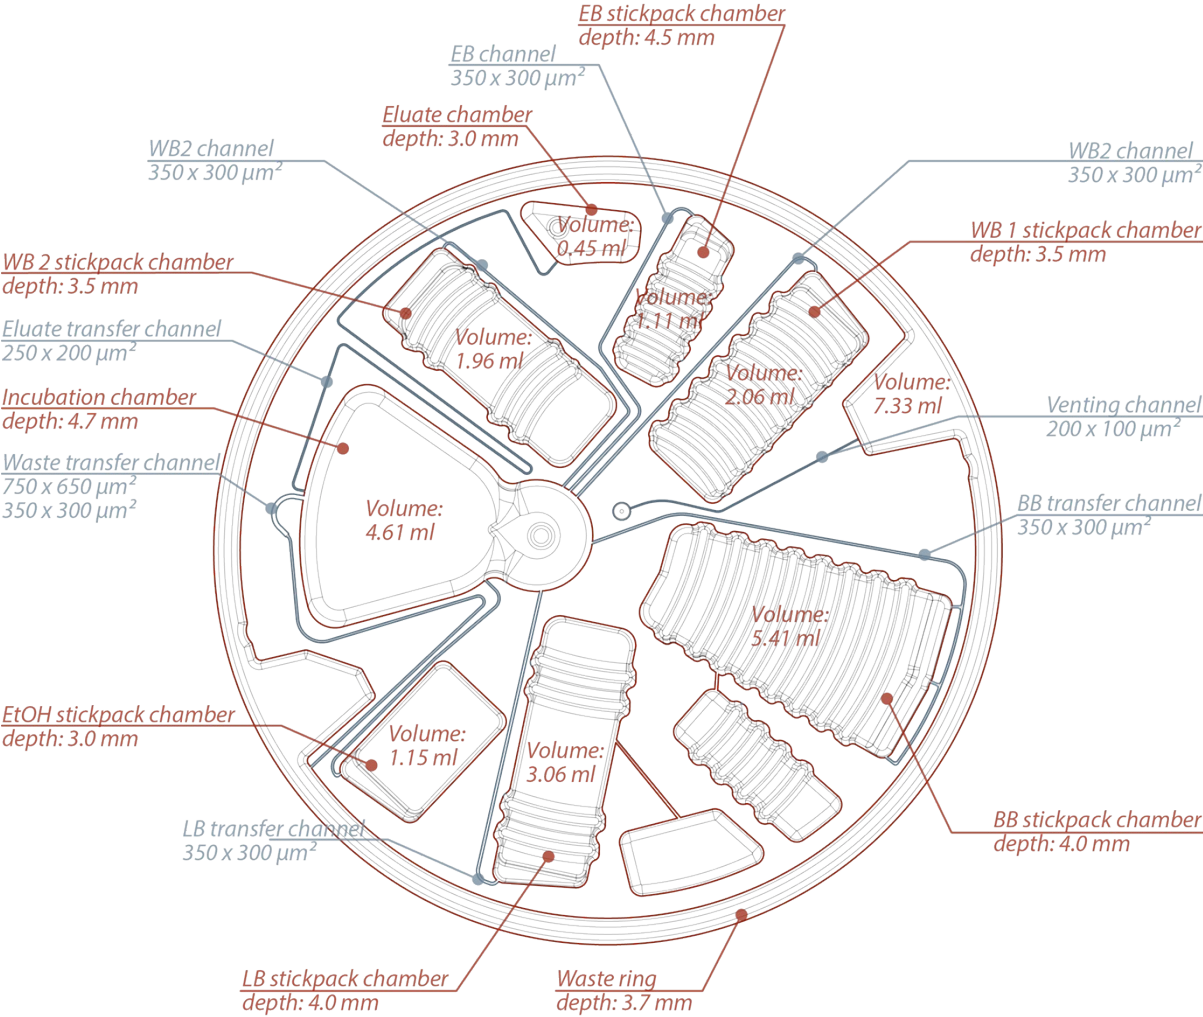 EB stickpack chamber
depth: 4.5 mm
EB channel
350 x 300 µm²
Eluate chamber
depth: 3.0 mm
WB2 channel
350 x 300 µm²
WB2 channel
350 x 300 µm²
WB 1 stickpack chamber
depth: 3.5 mm
WB 2 stickpack chamber
depth: 3.5 mm
Eluate transfer channel
250 x 200 µm²
Incubation chamber
depth: 4.7 mm
Waste transfer channel
750 x 650 µm²
350 x 300 µm²
Volume:
0.45 ml
Volume:
1.11 ml
Volume:
1.96 ml
Volume:
2.06 ml
Volume:
7.33 ml
Venting channel
200 x 100 µm²
BB transfer channel
350 x 300 µm²
Volume:
4.61 ml
Volume:
5.41 ml
EtOH stickpack chamber
depth: 3.0 mm
Volume:
1.15 ml
Volume:
3.06 ml
LB transfer channel
350 x 300 µm²
BB stickpack chamber
depth: 4.0 mm
LB stickpack chamber
depth: 4.0 mm
Waste ring
depth: 3.7 mm